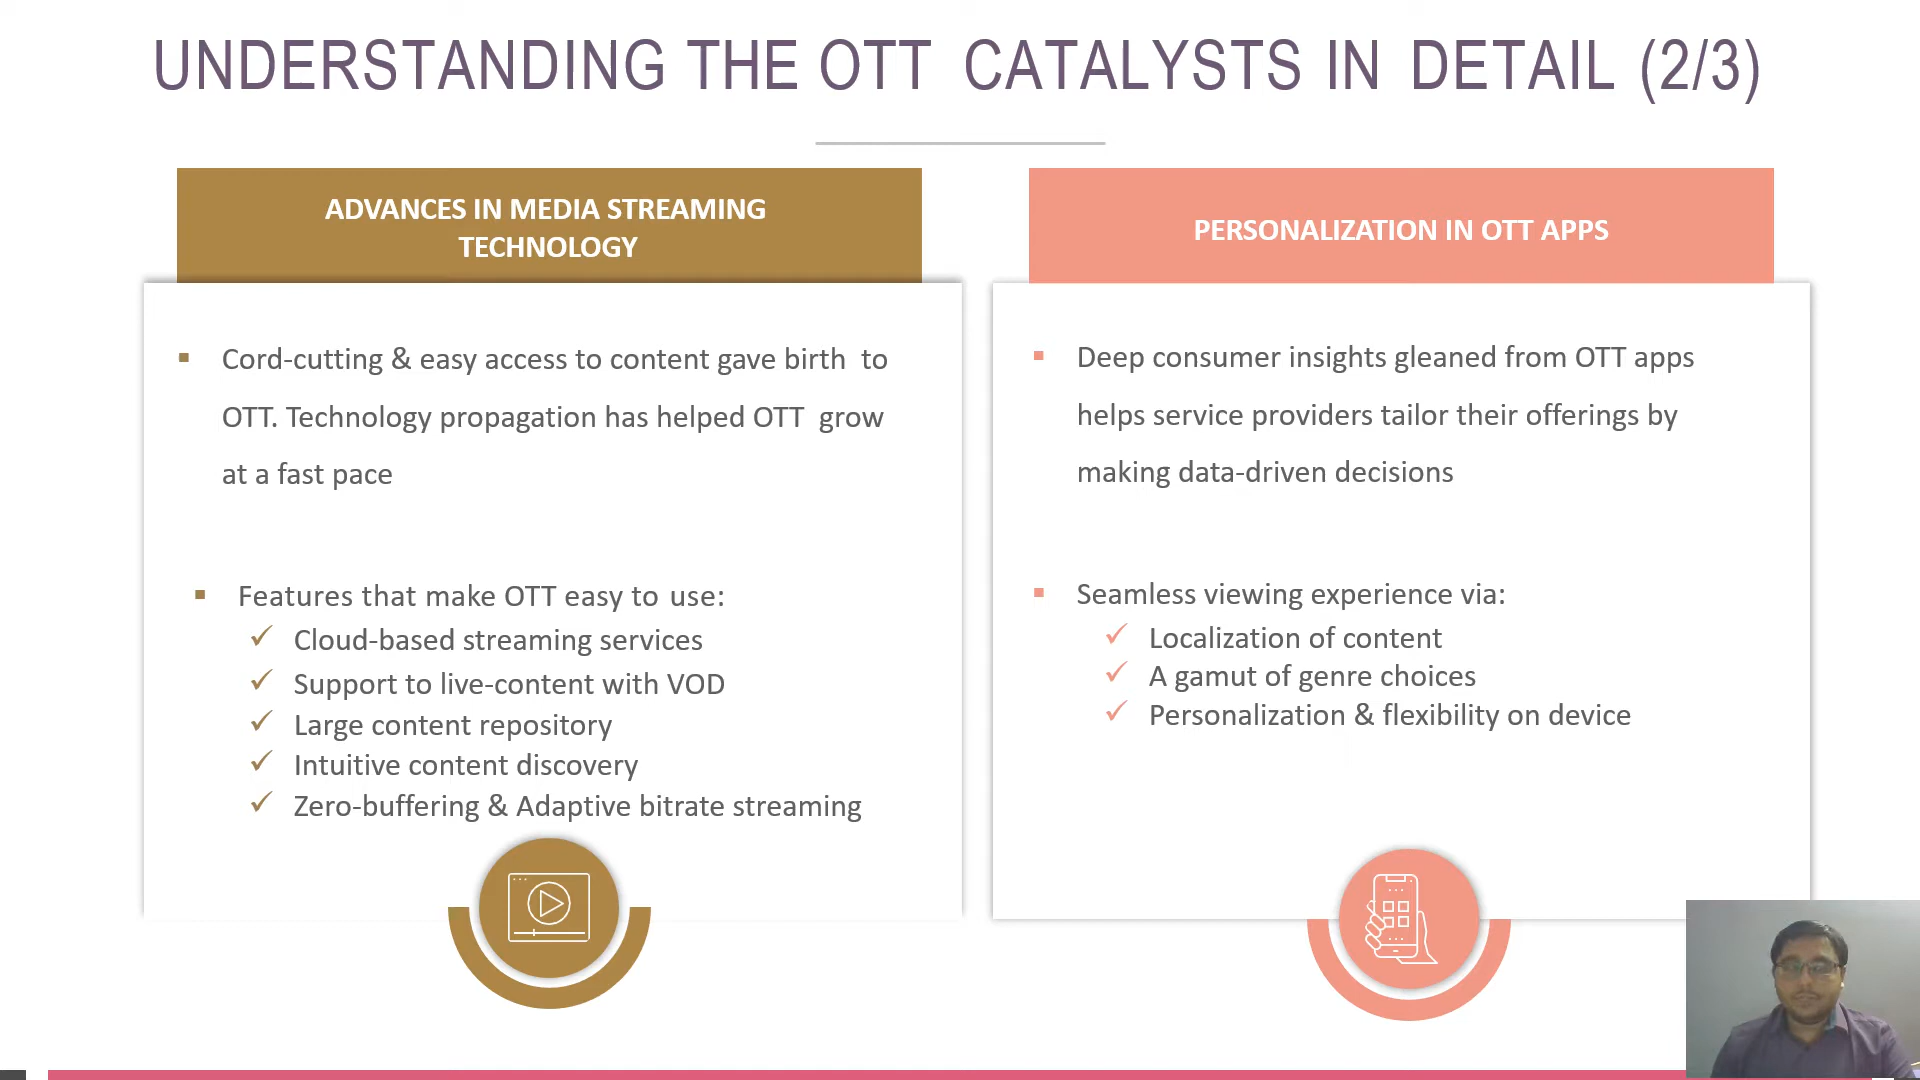 UNDERSTANDING THE OTT CATALYSTS IN DETAIL (2/3)
ADVANCES IN MEDIA STREAMING
TECHNOLOGY
Cord-cutting & easy access to content gave birth to
OTT. Technology propagation has helped OTT grow
at a fast pace
Features that make OTT easy to use:
Cloud-based streaming services
Support to live-content with VOD
Large content repository
Intuitive content discovery
Zero-buffering & Adaptive bitrate streaming
PERSONALIZATION IN OTT APPS
Deep consumer insights gleaned from OTT apps
helps service providers tailor their offerings by
making data-driven decisions
Seamless viewing experience via:
Localization of content
A gamut of genre choices
Personalization & flexibility on device